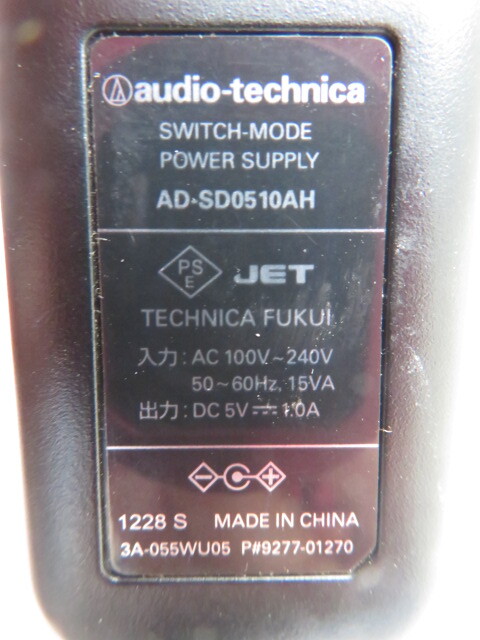 audio-technica
SWITCH-MODE
POWER SUPPLY
AD-SD0510AH
PS
E
JET
TECHNICA FUKUI
入力: AC 100V~240V
50~60Hz, 15VA
出力: DC 5V⎓1.0A
1228 S MADE IN CHINA
3A-055WU05 P#9277-01270